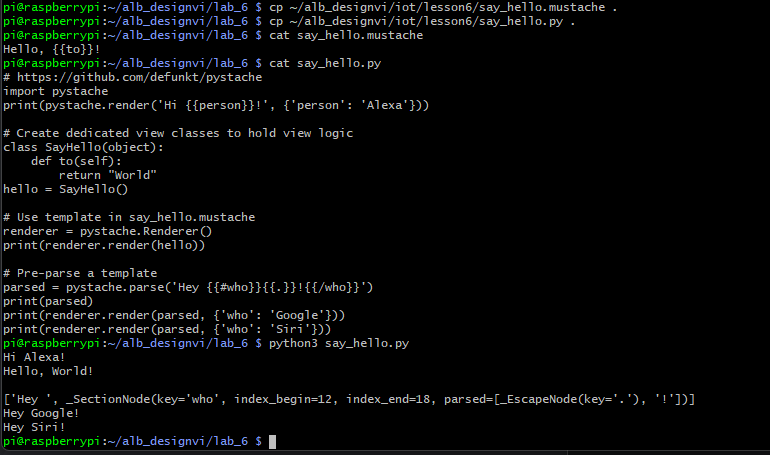 pi@raspberrypi:~/alb_designvi/lab_6 $ cp ~/alb_designvi/iot/lesson6/say_hello.mustache .
pi@raspberrypi:~/alb_designvi/lab_6 $ cp ~/alb_designvi/iot/lesson6/say_hello.py .
pi@raspberrypi:~/alb_designvi/lab_6 $ cat say_hello.mustache
Hello, {{to}}!
pi@raspberrypi:~/alb_designvi/lab_6 $ cat say_hello.py
# https://github.com/defunkt/pystache
import pystache
print(pystache.render('Hi {{person}}!', {'person': 'Alexa'}))

# Create dedicated view classes to hold view logic
class SayHello(object):
    def to(self):
        return "World"
hello = SayHello()

# Use template in say_hello.mustache
renderer = pystache.Renderer()
print(renderer.render(hello))

# Pre-parse a template
parsed = pystache.parse('Hey {{#who}}{{.}}!{{/who}}')
print(parsed)
print(renderer.render(parsed, {'who': 'Google'}))
print(renderer.render(parsed, {'who': 'Siri'}))
pi@raspberrypi:~/alb_designvi/lab_6 $ python3 say_hello.py
Hi Alexa!
Hello, World!

['Hey ', _SectionNode(key='who', index_begin=12, index_end=18, parsed=[_EscapeNode(key='.'), '!'])]
Hey Google!
Hey Siri!
pi@raspberrypi:~/alb_designvi/lab_6 $